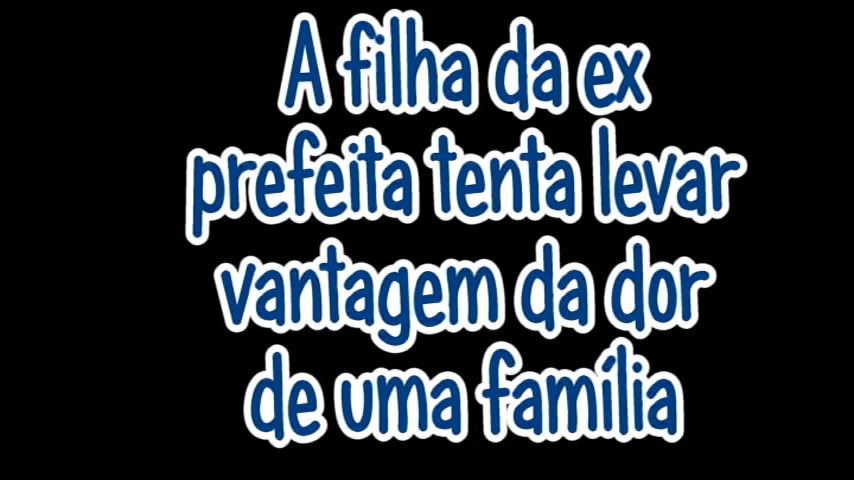 A filha da ex
prefeita tenta levar
vantagem da dor
de uma família